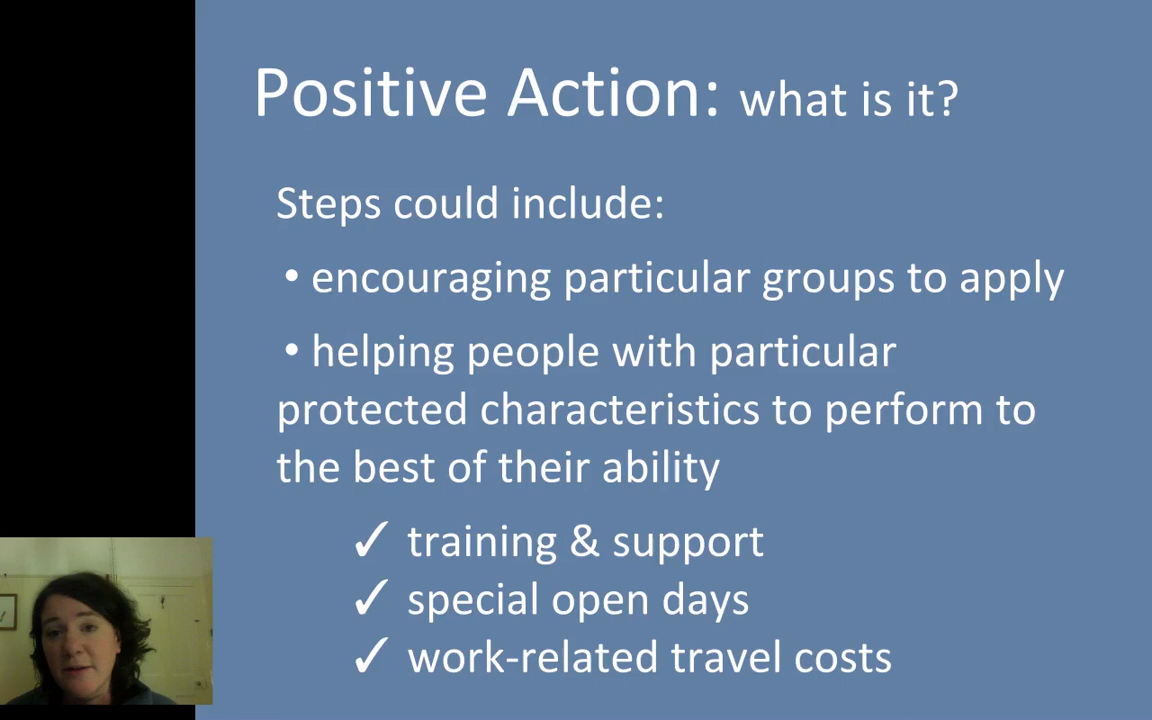 Positive Action: what is it?
Steps could include:
• encouraging particular groups to apply
• helping people with particular
protected characteristics to perform to
the best of their ability
✓ training & support
✓ special open days
✓ work-related travel costs